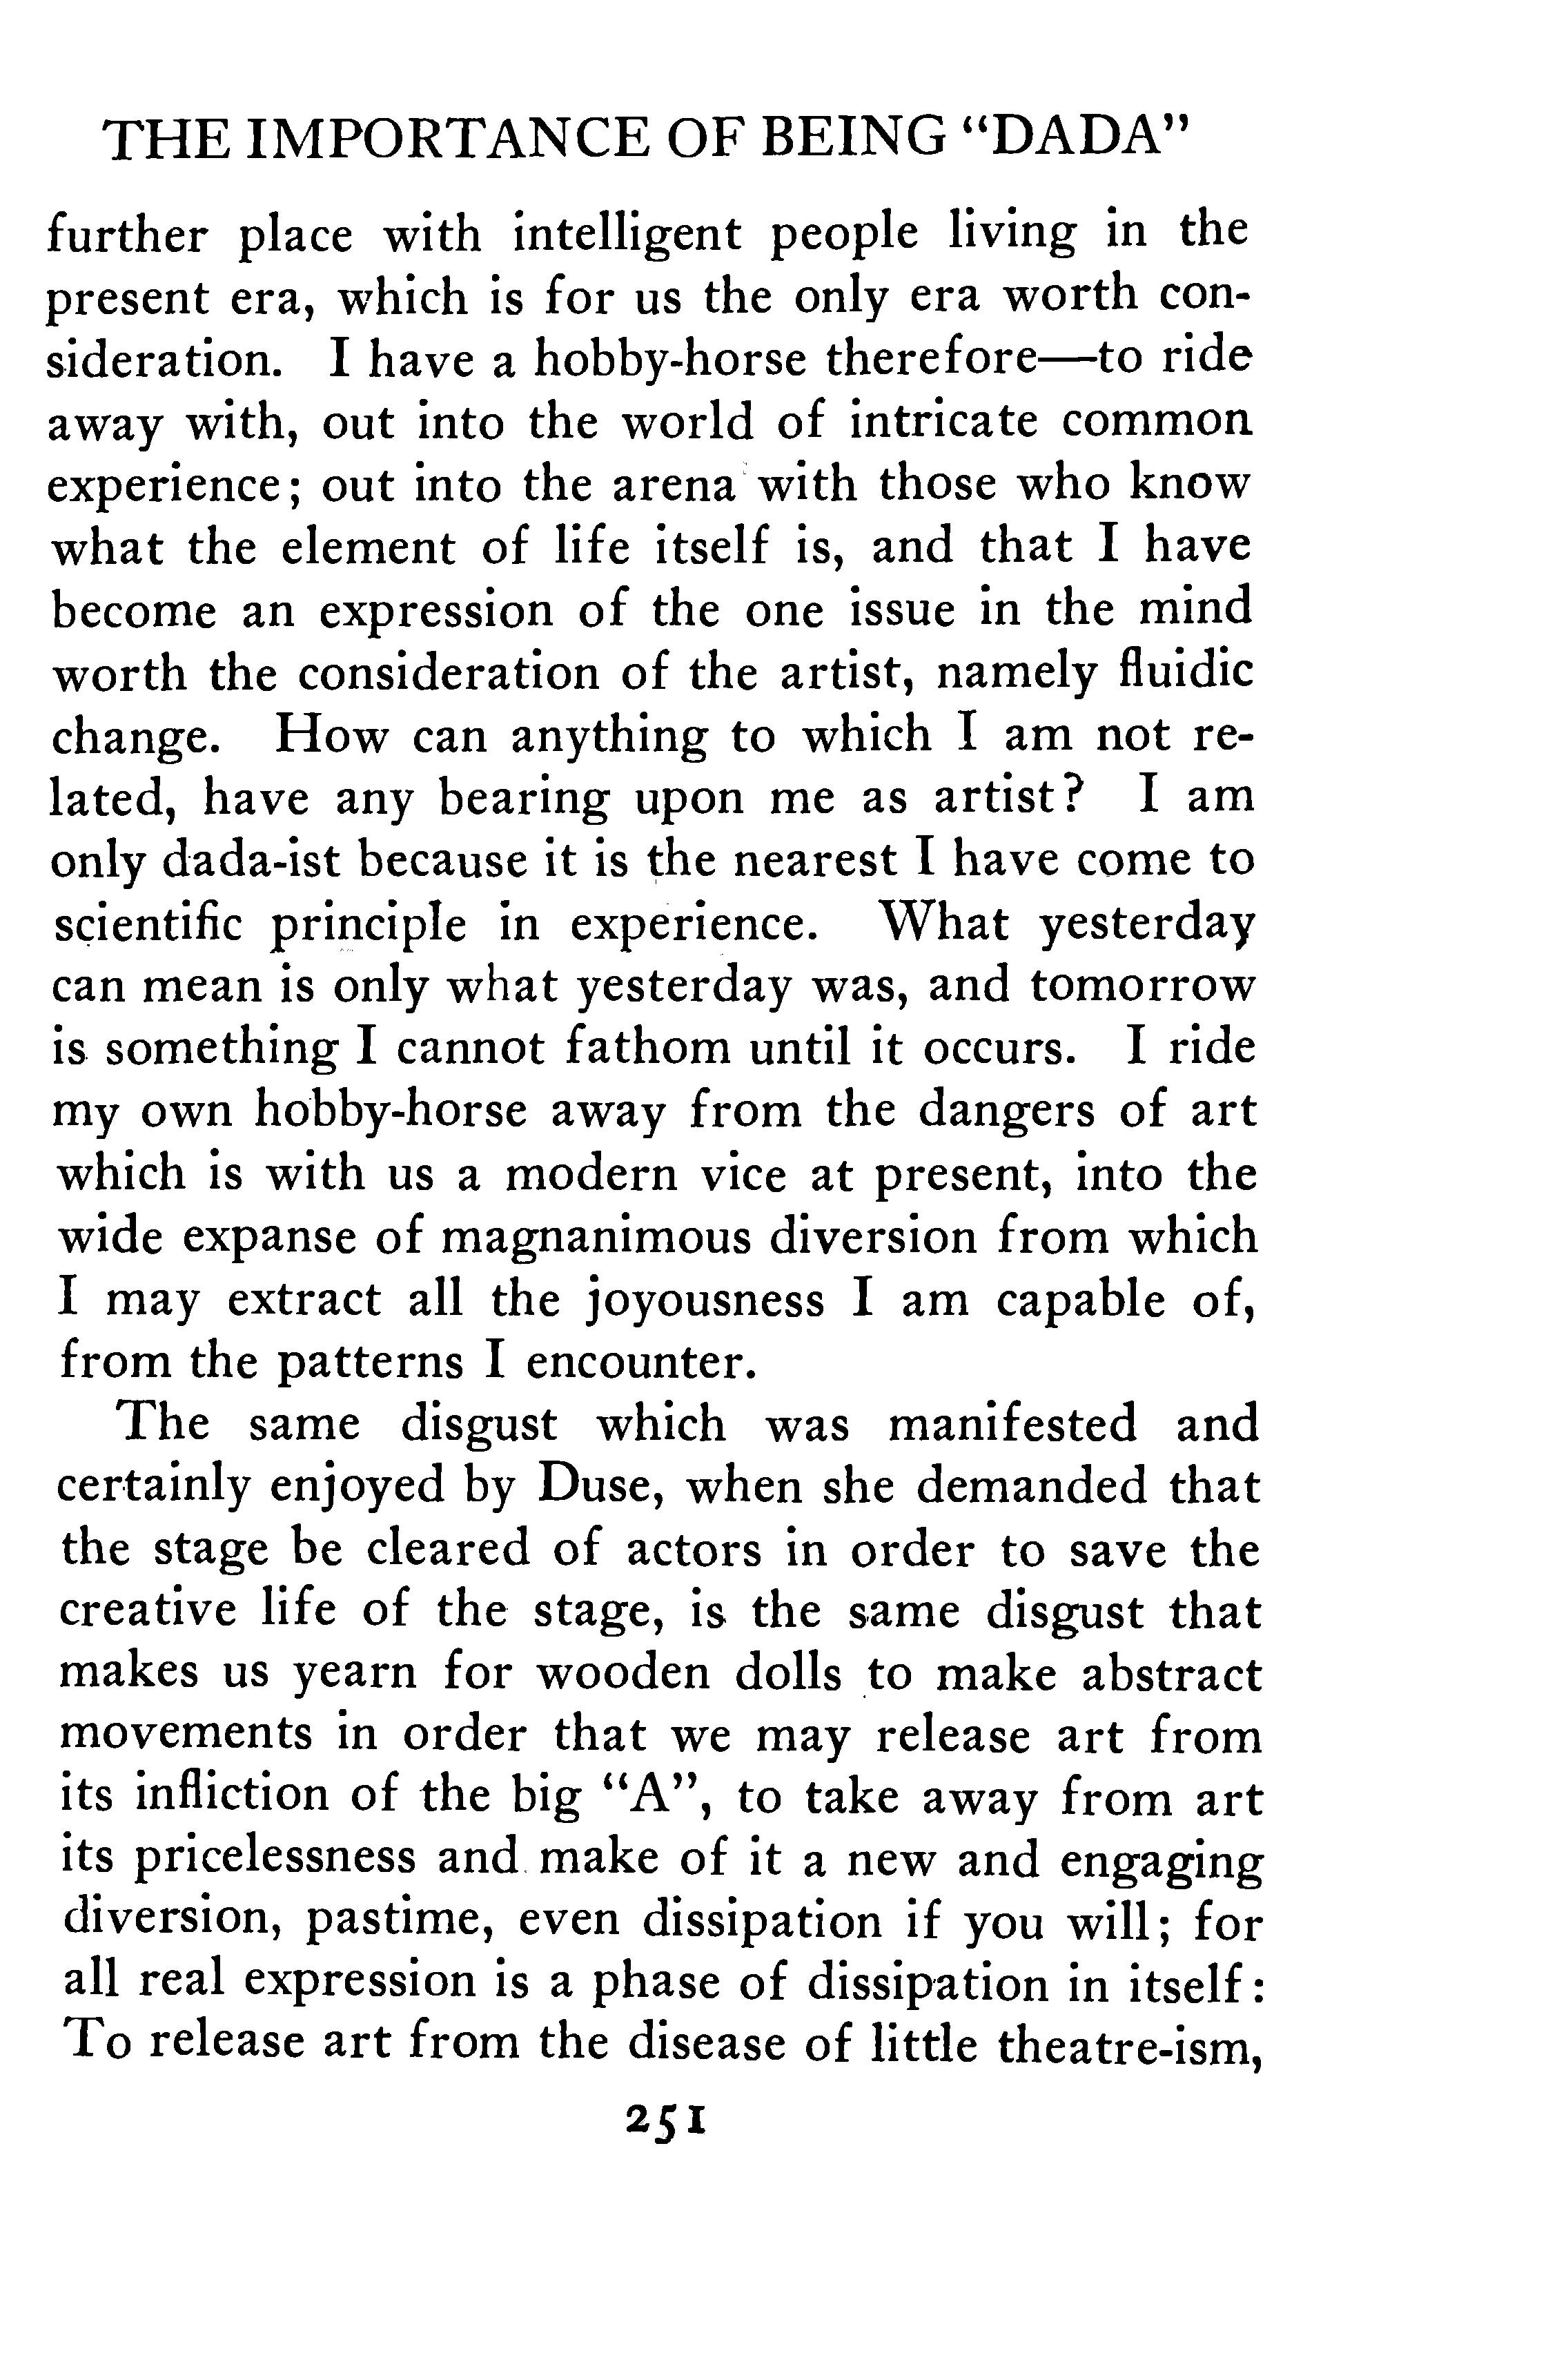 THE IMPORTANCE OF BEING “DADA”
further place with intelligent people living in the
present era, which is for us the only era worth con-
sideration. I have a hobby-horse therefore—to ride
away with, out into the world of intricate common
experience; out into the arena with those who know
what the element of life itself is, and that I have
become an expression of the one issue in the mind
worth the consideration of the artist, namely fluidic
change. How can anything to which I am not re-
lated, have any bearing upon me as artist? I am
only dada-ist because it is the nearest I have come to
scientific principle in experience. What yesterday
can mean is only what yesterday was, and tomorrow
is something I cannot fathom until it occurs. I ride
my own hobby-horse away from the dangers of art
which is with us a modern vice at present, into the
wide expanse of magnanimous diversion from which
I may extract all the joyousness I am capable of,
from the patterns I encounter.
The same disgust which was manifested and
certainly enjoyed by Duse, when she demanded that
the stage be cleared of actors in order to save the
creative life of the stage, is the same disgust that
makes us yearn for wooden dolls to make abstract
movements in order that we may release art from
its infliction of the big “A”, to take away from art
its pricelessness and make of it a new and engaging
diversion, pastime, even dissipation if you will; for
all real expression is a phase of dissipation in itself:
To release art from the disease of little theatre-ism,
251